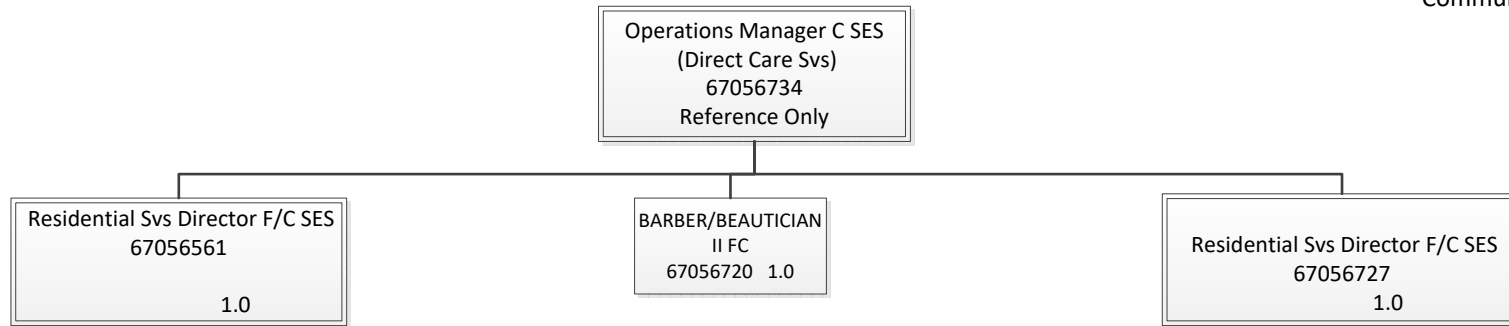 Operations Manager C SES
(Direct Care Svs)
67056734
Reference Only
Residential Svs Director F/C SES
67056561
1.0
BARBER/BEAUTICIAN
II FC
67056720 1.0
Residential Svs Director F/C SES
67056727
1.0